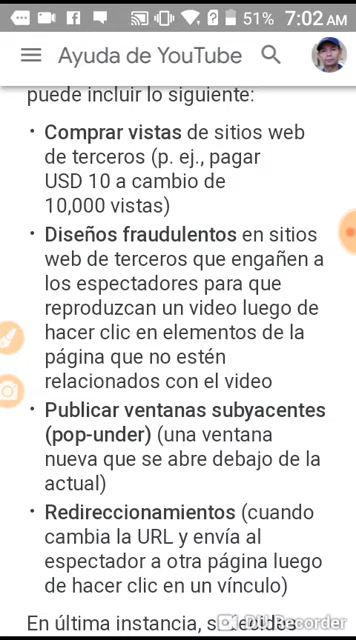 51% 7:02 AM
Ayuda de YouTube
puede incluir lo siguiente:
• Comprar vistas de sitios web
de terceros (p. ej., pagar
USD 10 a cambio de
10,000 vistas)
• Diseños fraudulentos en sitios
web de terceros que engañen a
los espectadores para que
reproduzcan un video luego de
hacer clic en elementos de la
página que no estén
relacionados con el video
• Publicar ventanas subyacentes
(pop-under) (una ventana
nueva que se abre debajo de la
actual)
• Redireccionamientos (cuando
cambia la URL y envía al
espectador a otra página luego
de hacer clic en un vínculo)
En última instancia, si decides
DU Recorder